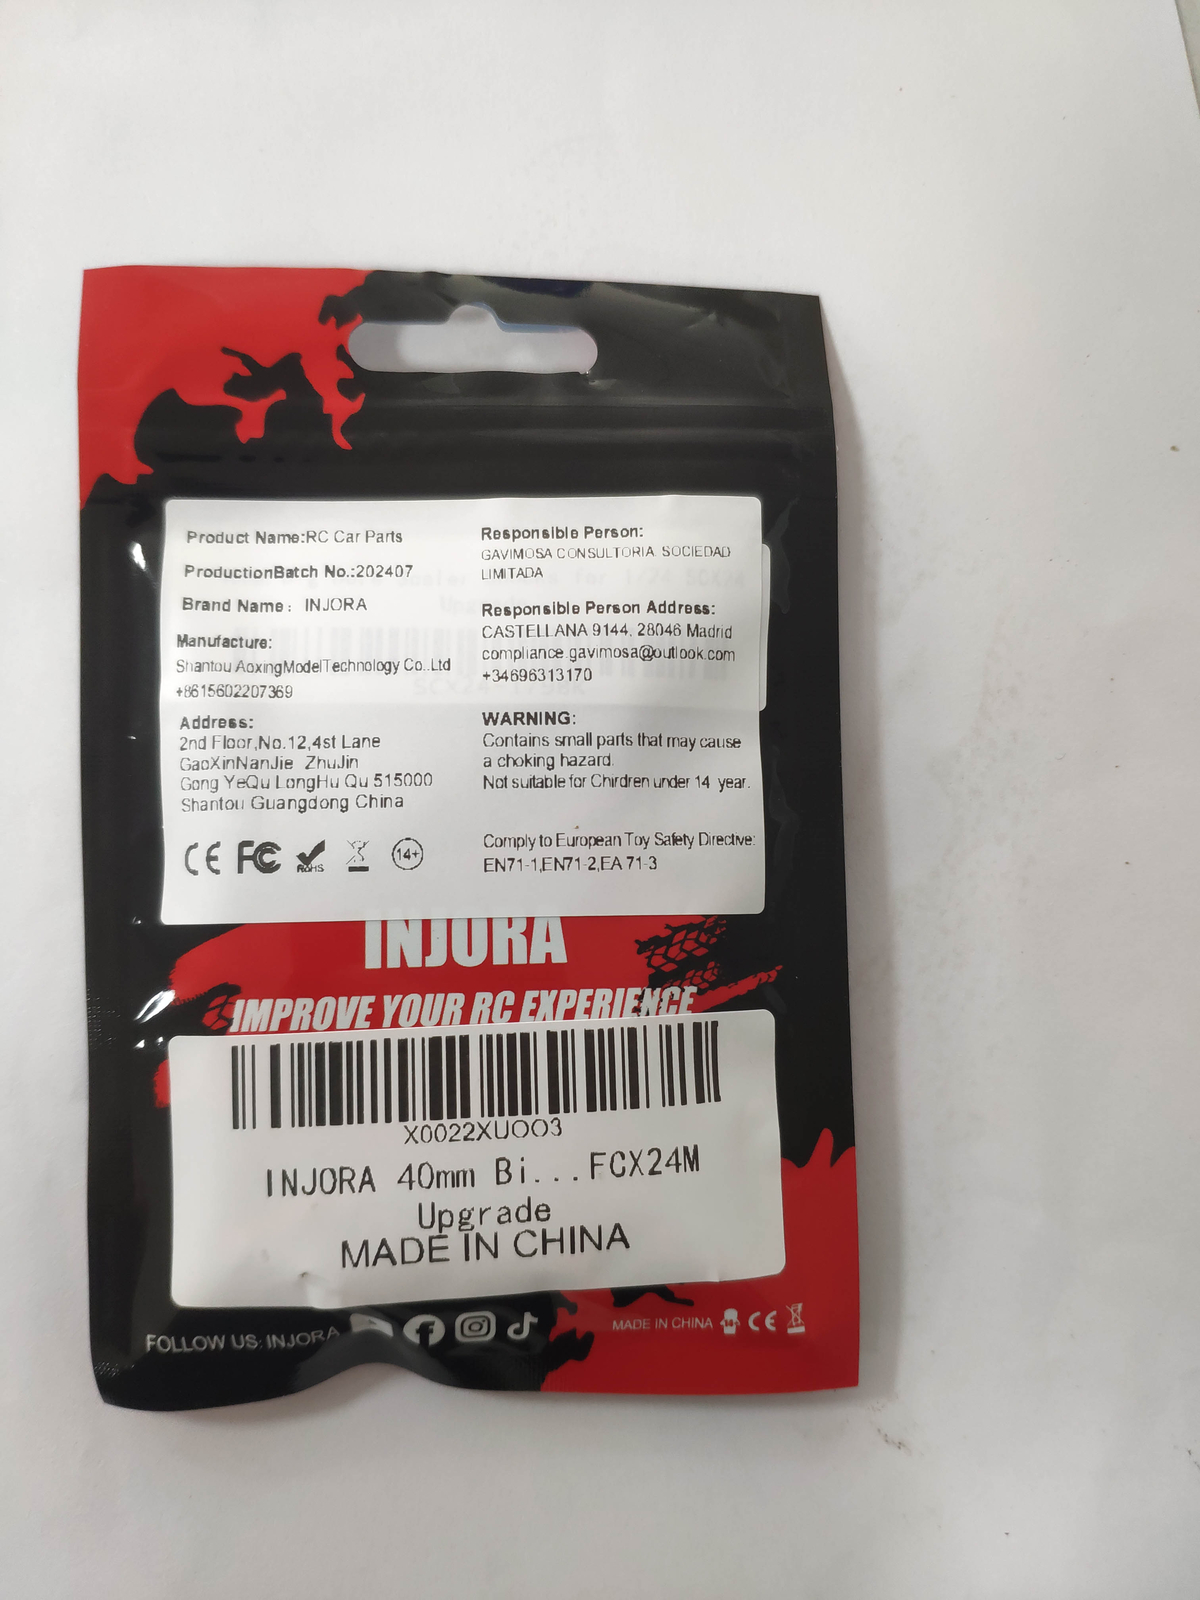 Product Name:RC Car Parts
ProductionBatch No.:202407
Brand Name: INJORA
Manufacture:
Shantou AoxingModelTechnology Co..Ltd
+8615602207369
Address:
2nd Floor,No.12,4st Lane
GaoXinNanJie ZhuJin
Gong YeQu LongHu Qu 515000
Shantou Guangdong China
CE FC RoHS 14+
Responsible Person:
GAVIMOSA CONSULTORIA. SOCIEDAD
LIMITADA
Responsible Person Address:
CASTELLANA 9144, 28046 Madrid
compliance.gavimosa@outlook.com
+34696313170
WARNING:
Contains small parts that may cause
a choking hazard.
Not suitable for Chirdren under 14 year.
Comply to European Toy Safety Directive:
EN71-1,EN71-2,EA 71-3
INJORA
IMPROVE YOUR RC EXPERIENCE
X0022XUOO3
INJORA 40mm Bi...FCX24M
Upgrade
MADE IN CHINA
FOLLOW US: INJORA
MADE IN CHINA CE